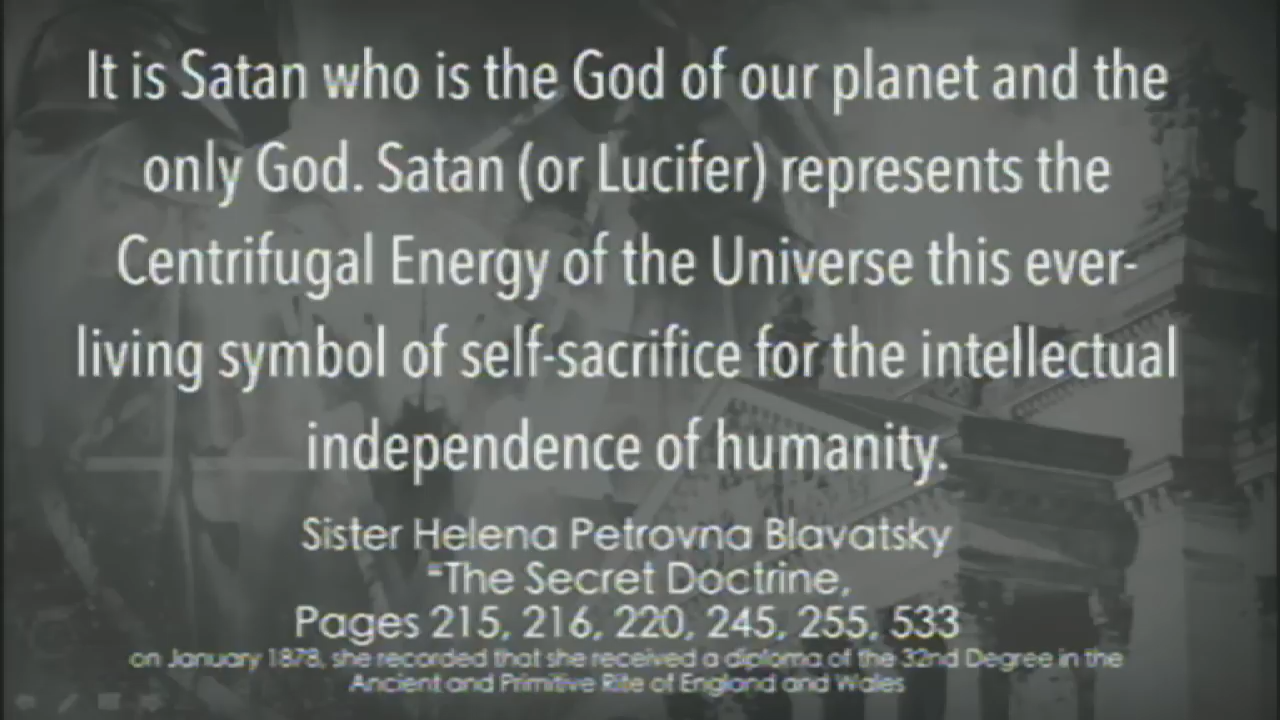 It is Satan who is the God of our planet and the
only God. Satan (or Lucifer) represents the
Centrifugal Energy of the Universe this ever-
living symbol of self-sacrifice for the intellectual
independence of humanity.
Sister Helena Petrovna Blavatsky
-The Secret Doctrine,
Pages 215, 216, 220, 245, 255, 533
on January 1878, she recorded that she received a diploma of the 32nd Degree in the
Ancient and Primitive Rite of England and Wales